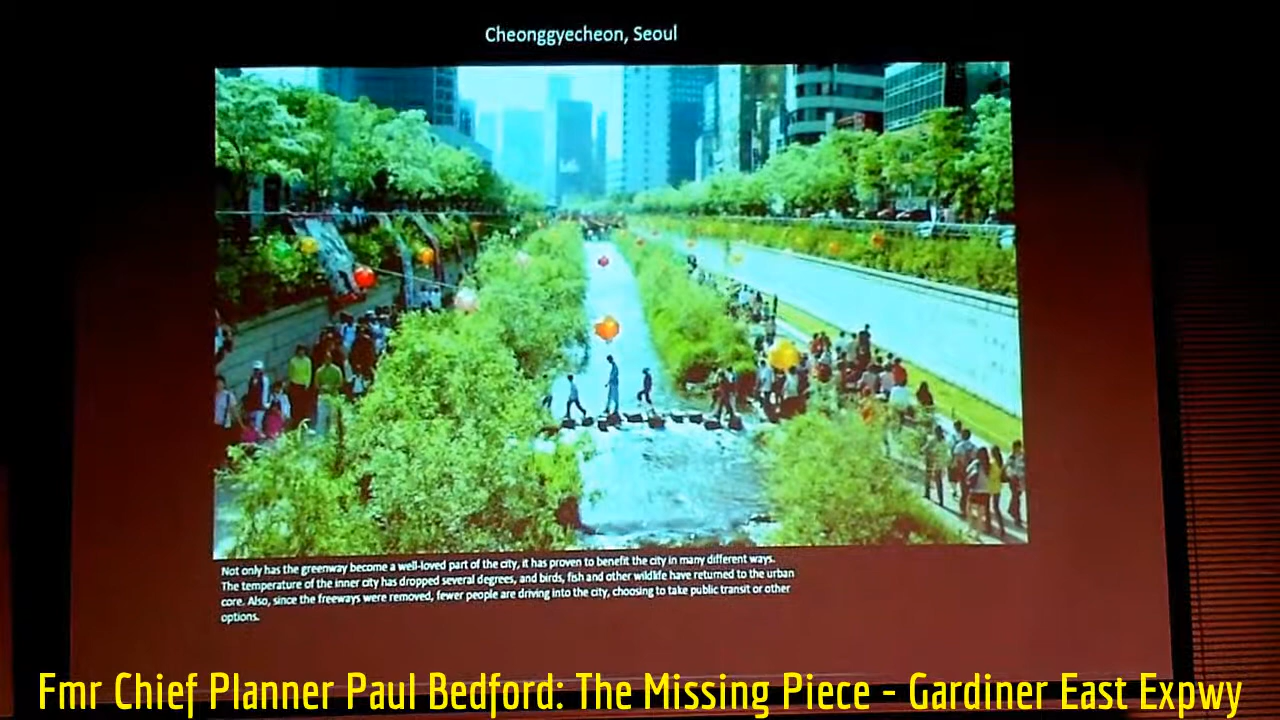 Cheonggyecheon, Seoul
Not only has the greenway become a well-loved part of the city, it has proven to benefit the city in many different ways.
The temperature of the inner city has dropped several degrees, and birds, fish and other wildlife have returned to the urban
core. Also, since the freeways were removed, fewer people are driving into the city, choosing to take public transit or other
options.
Fmr Chief Planner Paul Bedford: The Missing Piece - Gardiner East Expwy